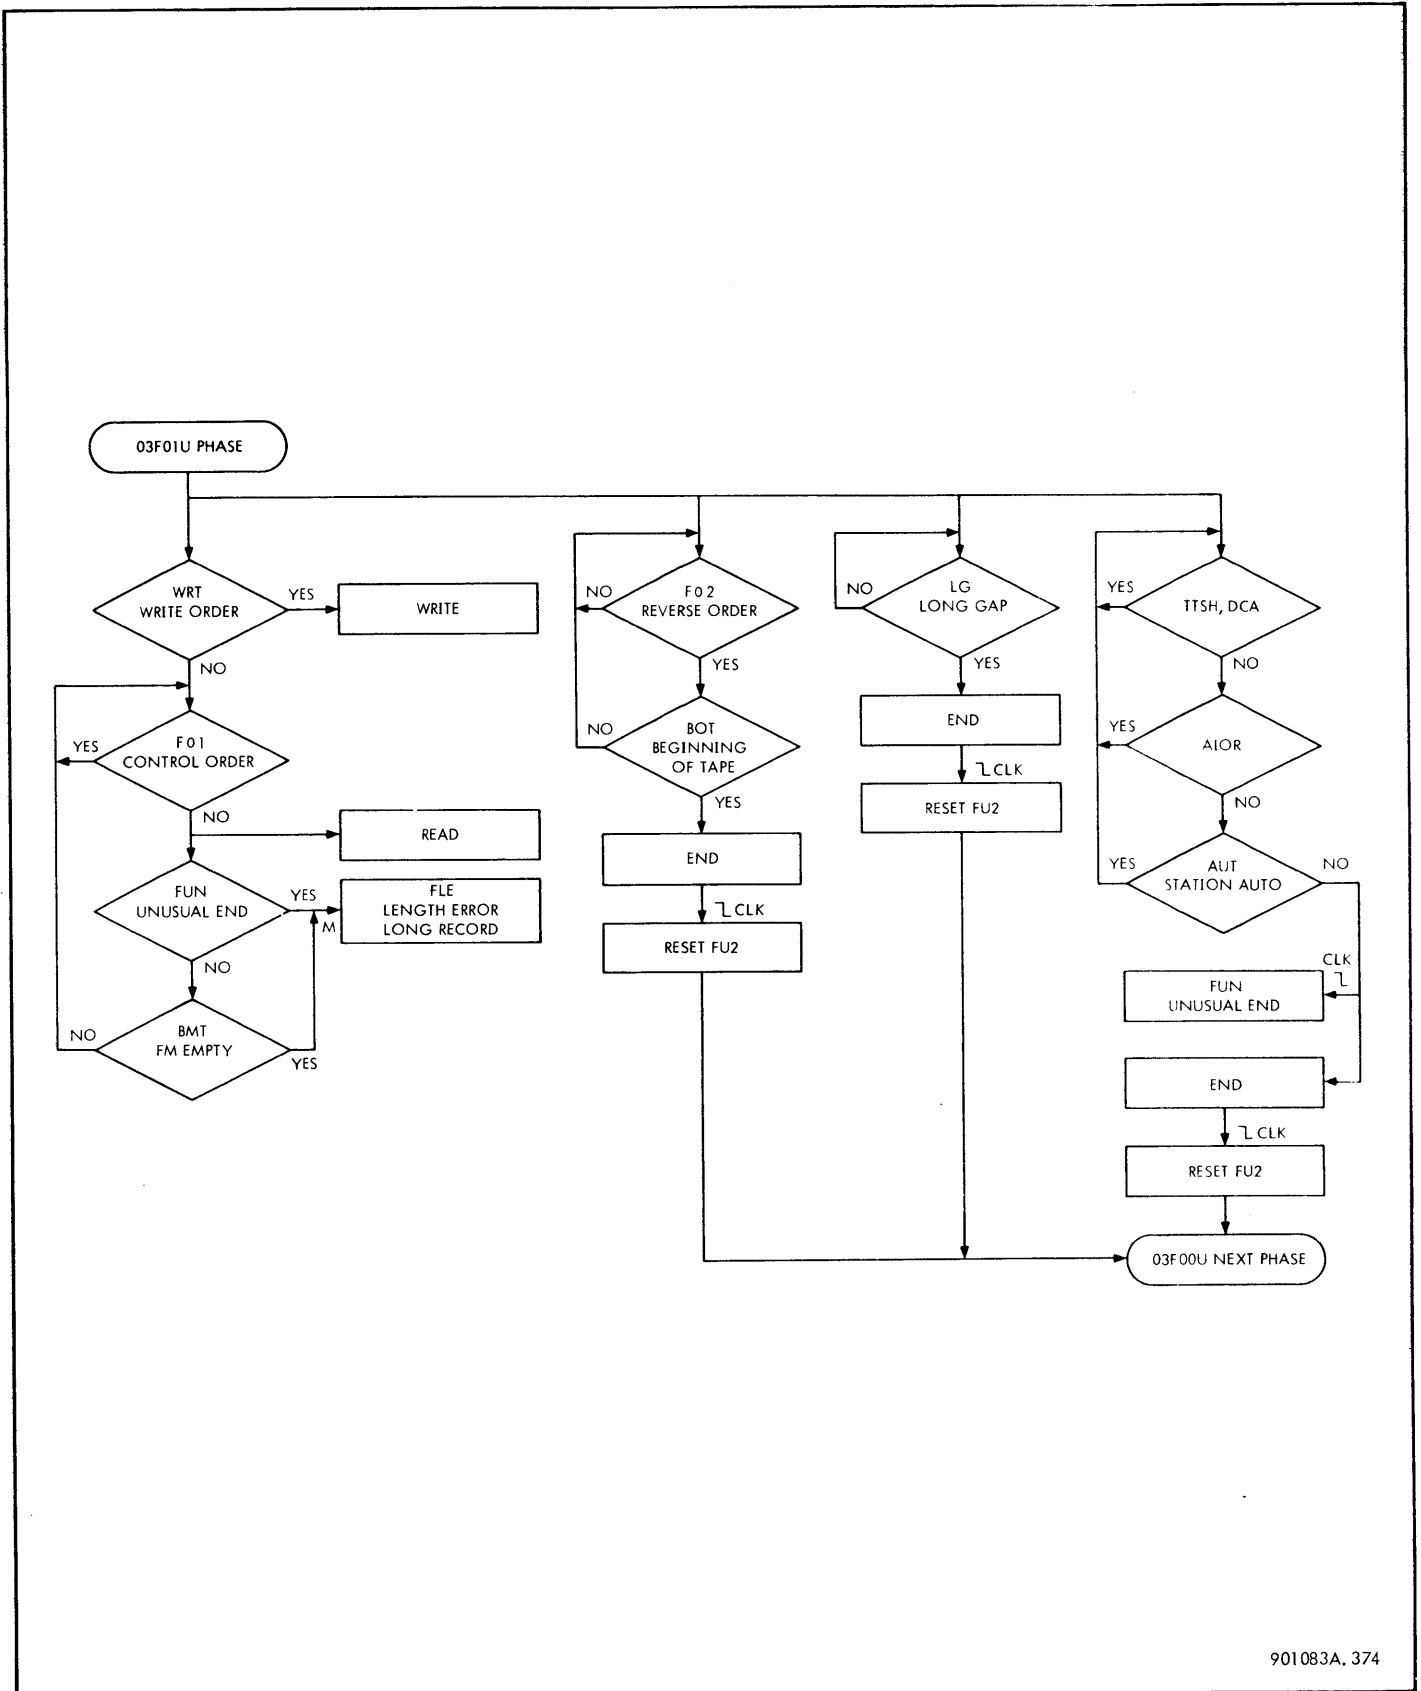 03F01U PHASE
WRT
WRITE ORDER
YES
WRITE
NO
YES
F01
CONTROL ORDER
NO
READ
FUN
UNUSUAL END
YES
M
FLE
LENGTH ERROR
LONG RECORD
NO
NO
BMT
FM EMPTY
YES
NO
F02
REVERSE ORDER
YES
NO
BOT
BEGINNING
OF TAPE
YES
END
CLK
RESET FU2
NO
LG
LONG GAP
YES
END
CLK
RESET FU2
YES
TTSH, DCA
NO
YES
AIOR
NO
YES
AUT
STATION AUTO
NO
CLK
FUN
UNUSUAL END
END
CLK
RESET FU2
03F00U NEXT PHASE
901083A. 374